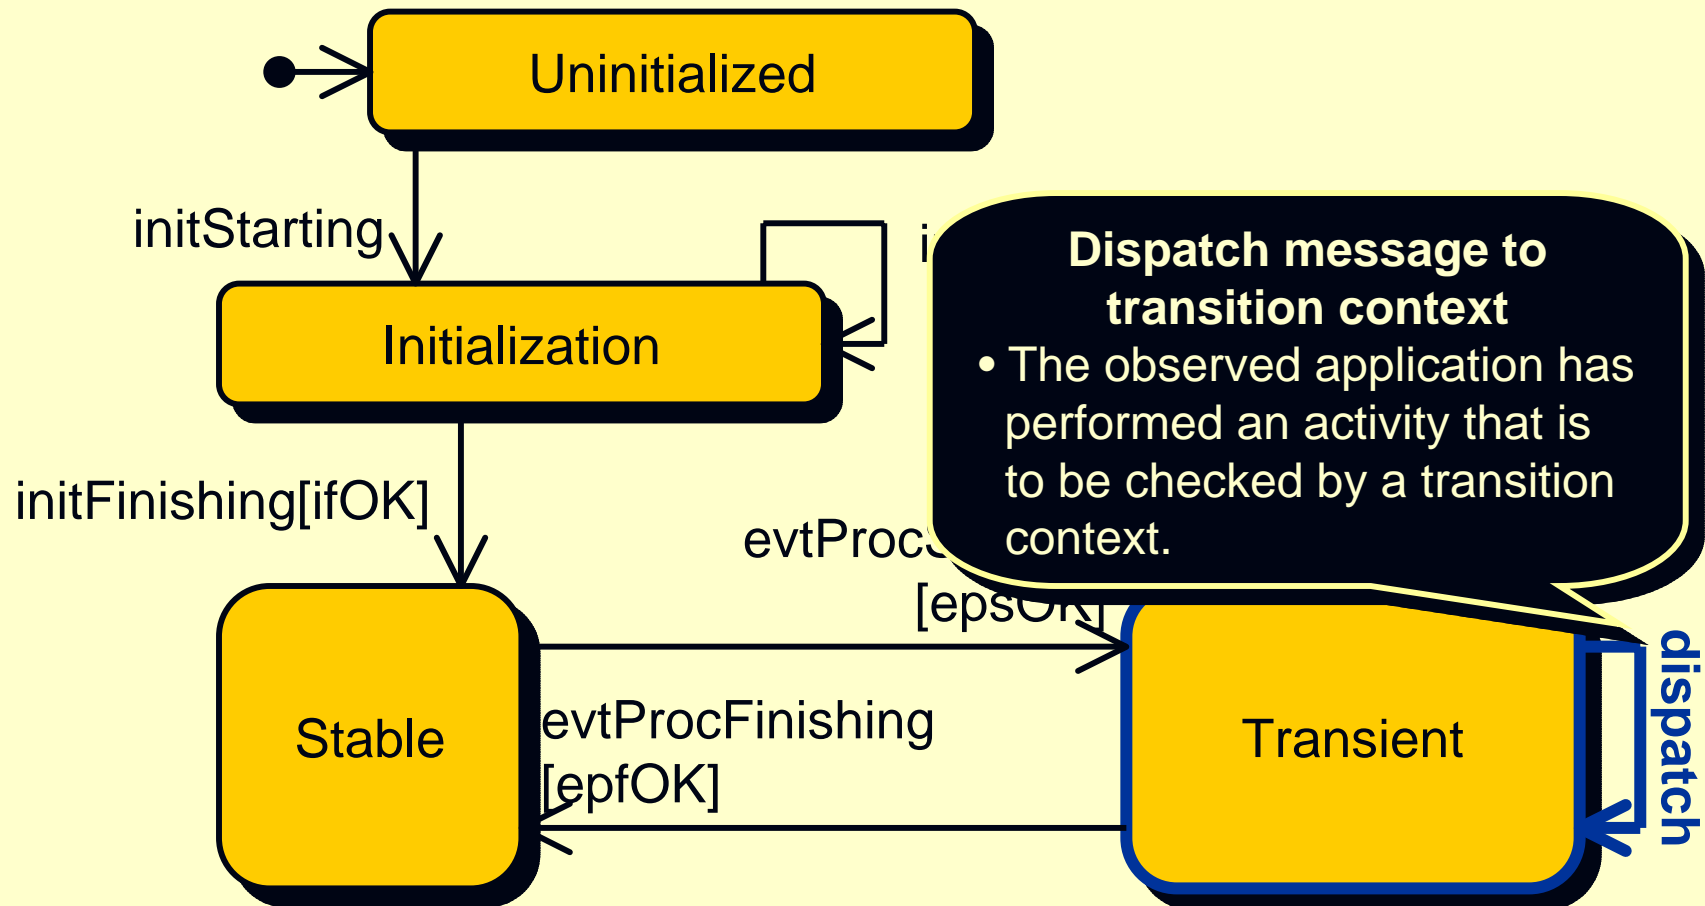 Uninitialized
initStarting
Dispatch message to
transition context
• The observed application has
performed an activity that is
to be checked by a transition
context.
Initialization
initFinishing[ifOK]
[epsOK]
evtProcFinishing
[epfOK]
Stable
Transient
dispatch